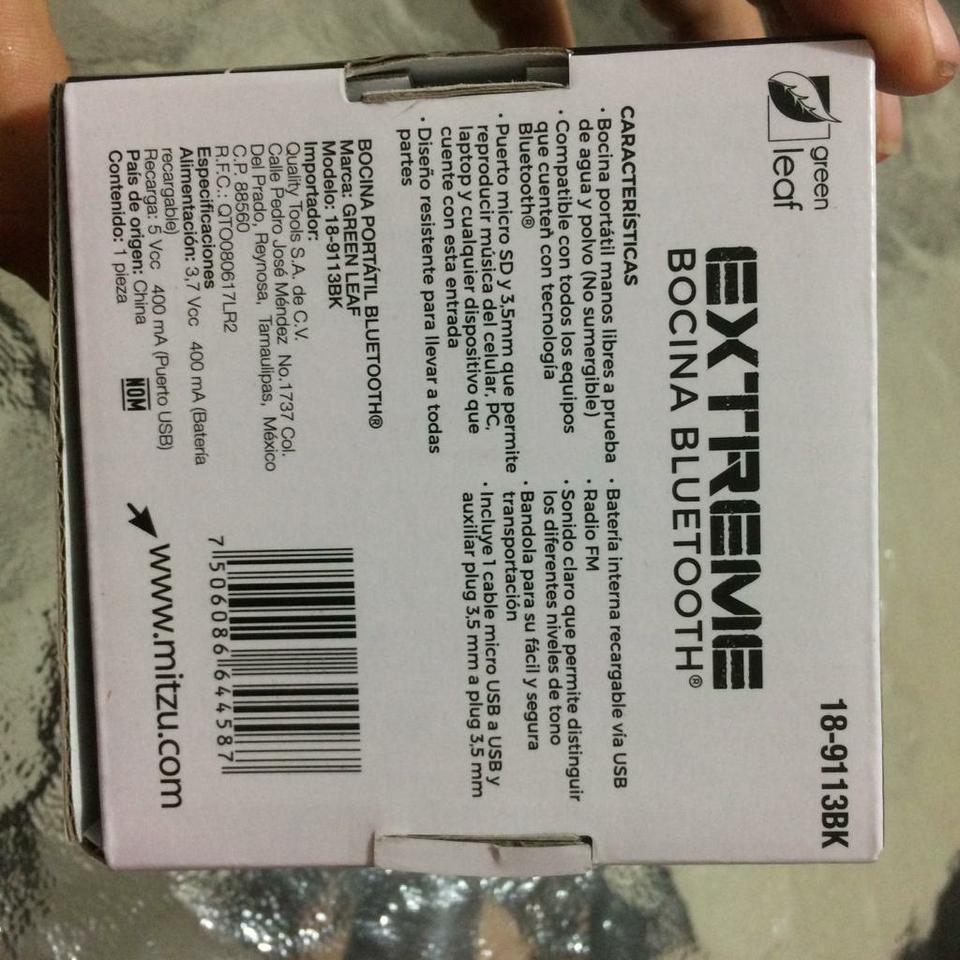 green
leaf
18-9113BK
EXTREME
BOCINA BLUETOOTH®
CARACTERÍSTICAS
• Bocina portátil manos libres a prueba
de agua y polvo (No sumergible)
• Compatible con todos los equipos
que cuenten con tecnología
Bluetooth®
• Puerto micro SD y 3,5mm que permite
reproducir música del celular, PC,
laptop y cualquier dispositivo que
cuente con esta entrada
• Diseño resistente para llevar a todas
partes
• Batería interna recargable vía USB
• Radio FM
• Sonido claro que permite distinguir
los diferentes niveles de tono
• Bandola para su fácil y segura
transportación
• Incluye 1 cable micro USB a USB y
auxiliar plug 3,5 mm a plug 3,5 mm
BOCINA PORTÁTIL BLUETOOTH®
Marca: GREEN LEAF
Modelo: 18-9113BK
Importador:
Quality Tools S.A. de C.V.
Calle Pedro José Méndez No.1737 Col.
Del Prado, Reynosa, Tamaulipas, México
C.P. 88560
R.F.C.: QTO080617LR2
Especificaciones
Alimentación: 3,7 Vcc 400 mA (Batería
recargable)
Recarga: 5 Vcc 400 mA (Puerto USB)
País de origen: China
Contenido: 1 pieza
NOM
7 506086 644587
www.mitzu.com